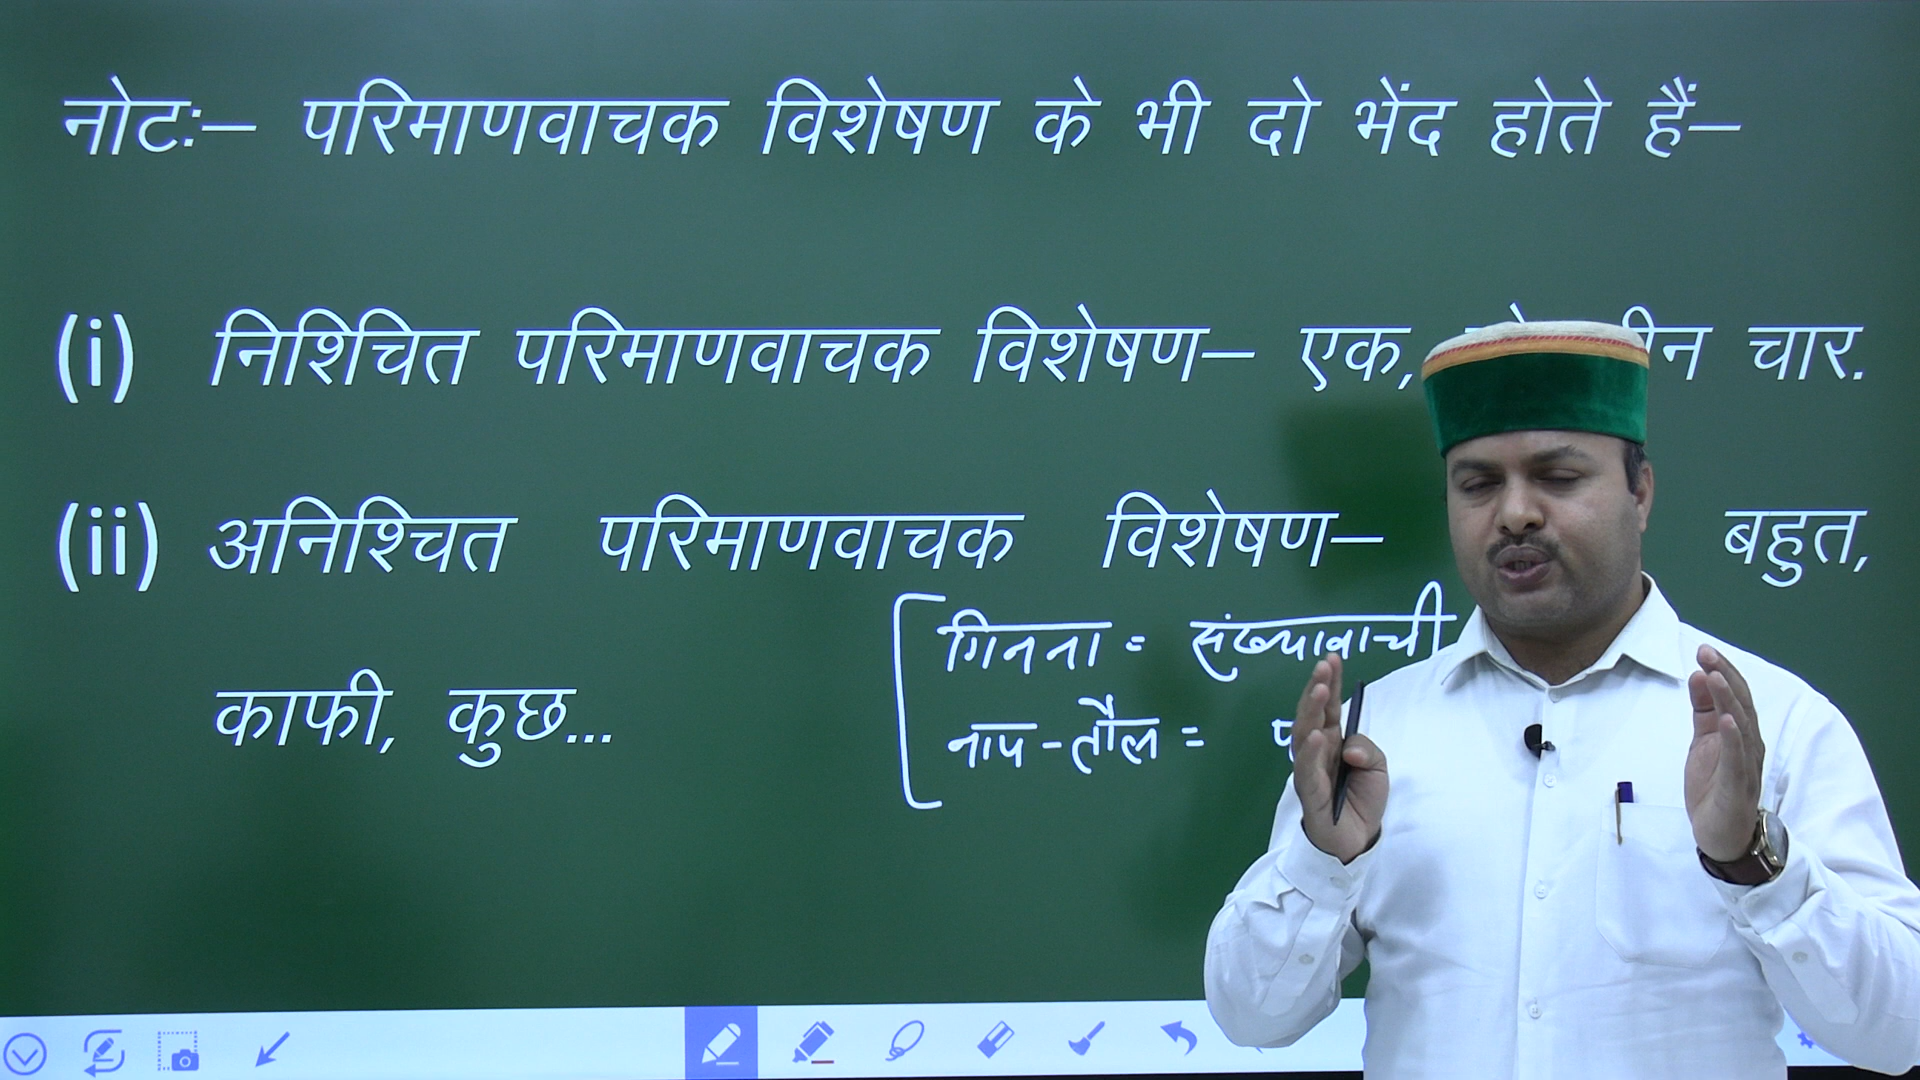 नोटः– परिमाणवाचक विशेषण के भी दो भेंद होते हैं–
(i) निश्चित परिमाणवाचक विशेषण– एक, चार.
(ii) अनिश्चित परिमाणवाचक विशेषण– बहुत,
काफी, कुछ...
गिनना = संख्यावाची
नाप-तौल =